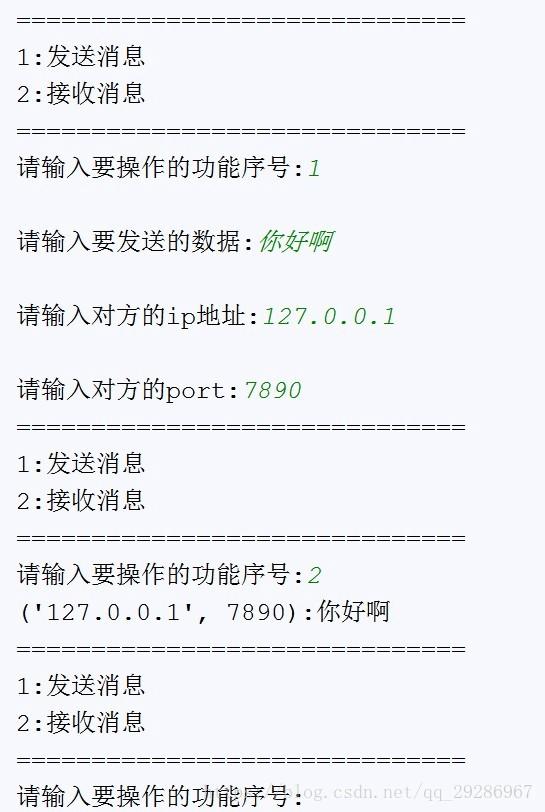 ==============================
1:发送消息
2:接收消息
==============================
请输入要操作的功能序号:1
请输入要发送的数据:你好啊
请输入对方的ip地址:127.0.0.1
请输入对方的port:7890
==============================
1:发送消息
2:接收消息
==============================
请输入要操作的功能序号:2
('127.0.0.1', 7890):你好啊
==============================
1:发送消息
2:接收消息
==============================
请输入要操作的功能序号:
https://blog.csdn.net/qq_29286967